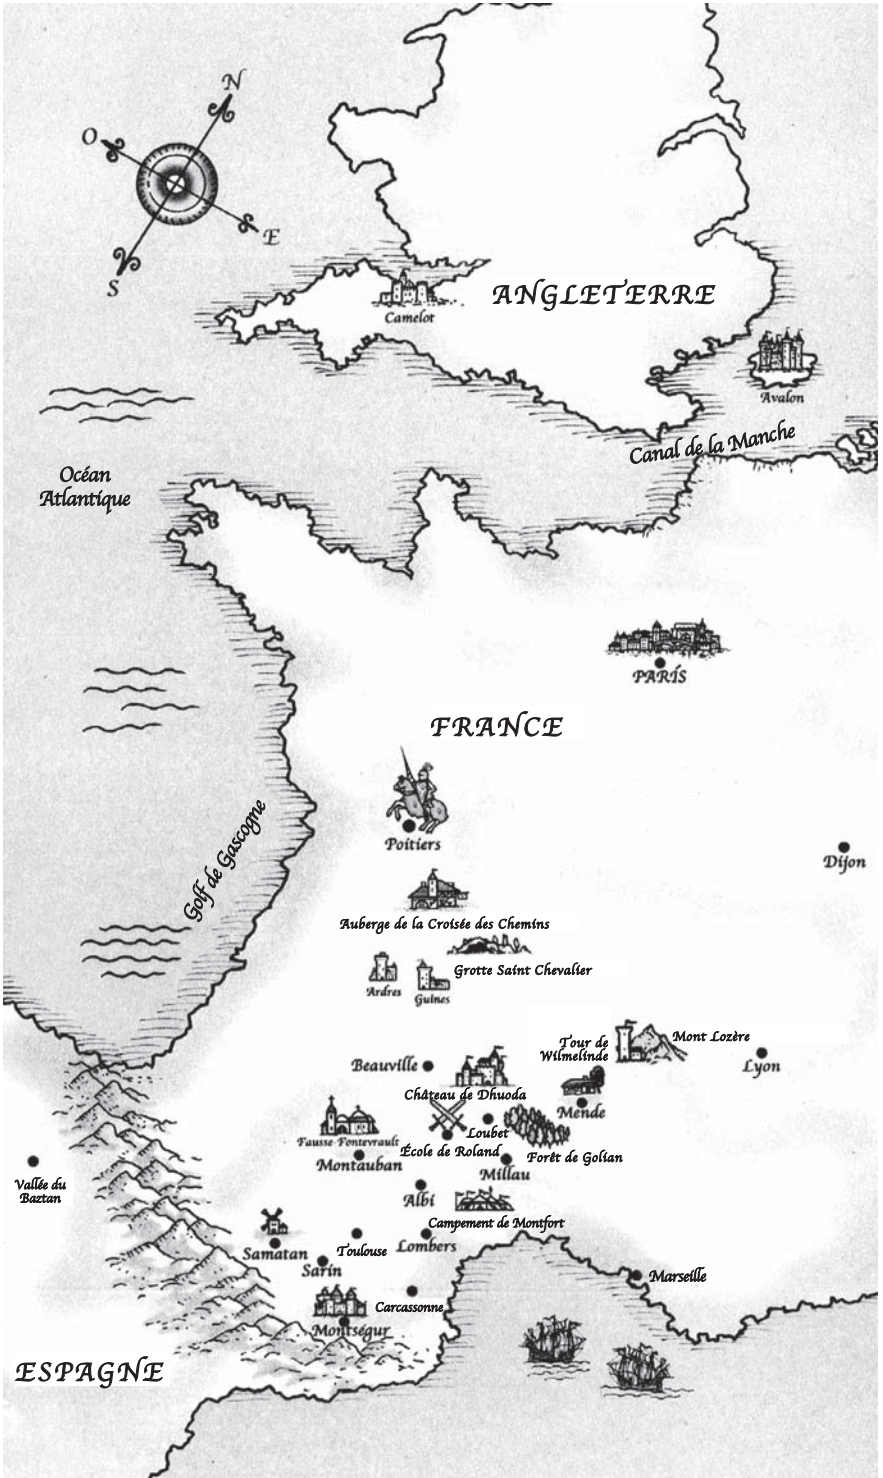 N
O
E
S
ANGLETERRE
Camelot
Avalon
Canal de la Manche
Océan
Atlantique
PARÍS
FRANCE
Poitiers
Golf de Gascogne
Dijon
Auberge de la Croisée des Chemins
Grotte Saint Chevalier
Ardres
Guines
Tour de
Wilmelinde
Mont Lozère
Lyon
Beauville
Château de Dhuoda
Mende
Fausse-Fontevrault
Loubet
École de Roland
Forêt de Golian
Montauban
Millau
Vallée du
Baztan
Albi
Campement de Montfort
Samatan
Toulouse
Lombers
Sarin
Marseille
Carcassonne
Montségur
ESPAGNE